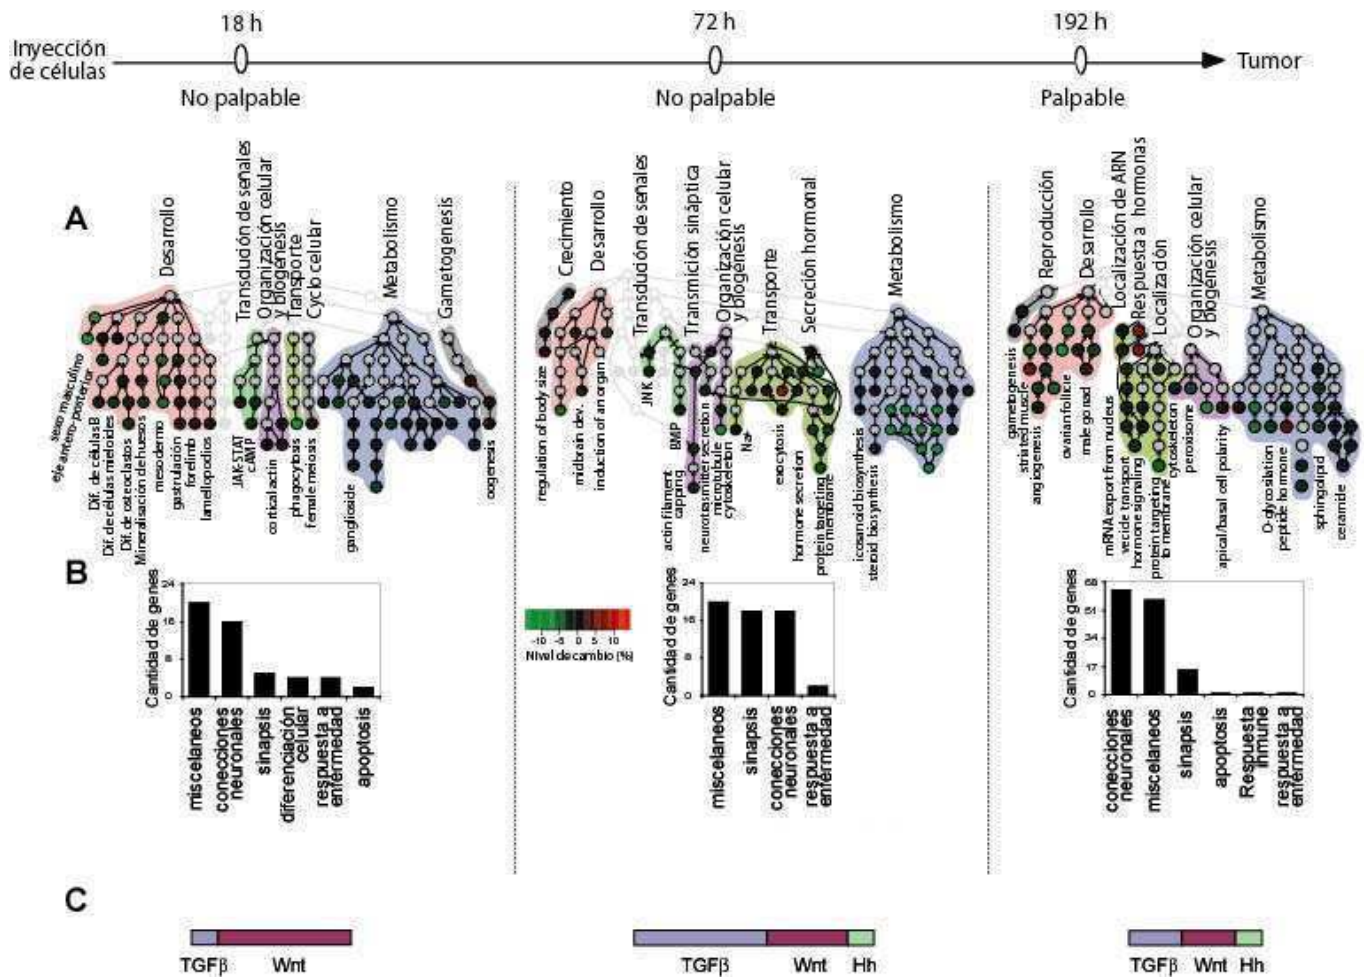 18 h
72 h
192 h
Inyección
de células
Tumor
No palpable
No palpable
Palpable
A
Desarrollo
Transdución de senales
Organización celular
y biogenesis
Transporte
Cyclo celular
Metabolismo
Gametogenesis
sexo masculino
eje antero-posterior
Dif. de células B
Dif. de células mieloides
Dif. de osteoclastos
Mineralisacion de huesos
mesodermo
gastrulación
forelimb
lamellopodios
JAK-STAT
cAMP
cortical actin
phagocytosis
female meiosis
ganglioside
oogenesis
Crecimiento
Desarrollo
Transdución de señales
Transmición sináptica
Organización celular
y biogénesis
Transporte
Secreción hormonal
Metabolismo
regulation of body size
midbrain dev.
induction of an organ
JNK
BMP
actin filament
capping
neurotrasmitter secretion
microtubule
cytoskeleton
Na+
exocytosis
hormone secretion
protein targeting
to membrane
icosanoid biosynthesis
steroid biosynthesis
Reproducción
Desarrollo
Localización de ARN
Respuesta a hormonas
Localización
Organización celular
y biogénesis
Metabolismo
gametogenesis
striated muscle
angiogenesis
ovarian follicle
male gonad
mRNA export from nucleus
vecicle transport
hormone signaling
protein targeting
to membrane
cytoskeleton
peroxisome
apical/basal cell polarity
O-glycosilation
peptide hormone
sphingolipid
ceramide
B
Cantidad de genes
24
16
8
0
miscelaneos
conecciones
neuronales
sinapsis
diferenciación
celular
respuesta a
enfermedad
apoptosis
-10 -5 0 5 10
Nivel de cambio (%)
Cantidad de genes
24
16
8
0
miscelaneos
sinapsis
conecciones
neuronales
respuesta a
enfermedad
Cantidad de genes
68
51
34
17
0
conecciones
neuronales
miscelaneos
sinapsis
apoptosis
Respuesta
inmune
respuesta a
enfermedad
C
TGFβ Wnt
TGFβ Wnt Hh
TGFβ Wnt Hh